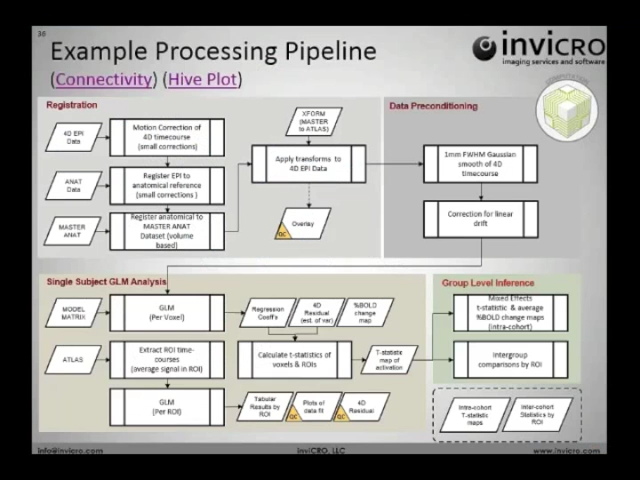 36
Example Processing Pipeline
(Connectivity) (Hive Plot)
invicro
imaging services and software
Registration
4D EPI
Data
Motion Correction of
4D timecourse
(small corrections)
ANAT
Data
Register EPI to
anatomical reference
(small corrections )
MASTER
ANAT
Register anatomical to
MASTER ANAT
Dataset (volume
based)
XFORM
(MASTER
to ATLAS)
Apply transforms to
4D EPI Data
Overlay
QC
Data Preconditioning
1mm FWHM Gaussian
smooth of 4D
timecourse
Correction for linear
drift
Single Subject GLM Analysis
MODEL
MATRIX
GLM
(Per Voxel)
Regression
Coeffs
4D
Residual
(est. of var)
%BOLD
change
map
ATLAS
Extract ROI time-
courses
(average signal in ROI)
Calculate t-statistics of
voxels & ROIs
T-statistic
map of
activation
GLM
(Per ROI)
Tabular
Results by
ROI
Plots of
data fit
QC
4D
Residual
QC
Group Level Inference
Mixed Effects
t-statistic & average
%BOLD change maps
(intra-cohort)
Intergroup
comparisons by ROI
Intra-cohort
T-statistic
maps
Inter-cohort
Statistics by
ROI
info@invicro.com
inviCRO, LLC
www.invicro.com